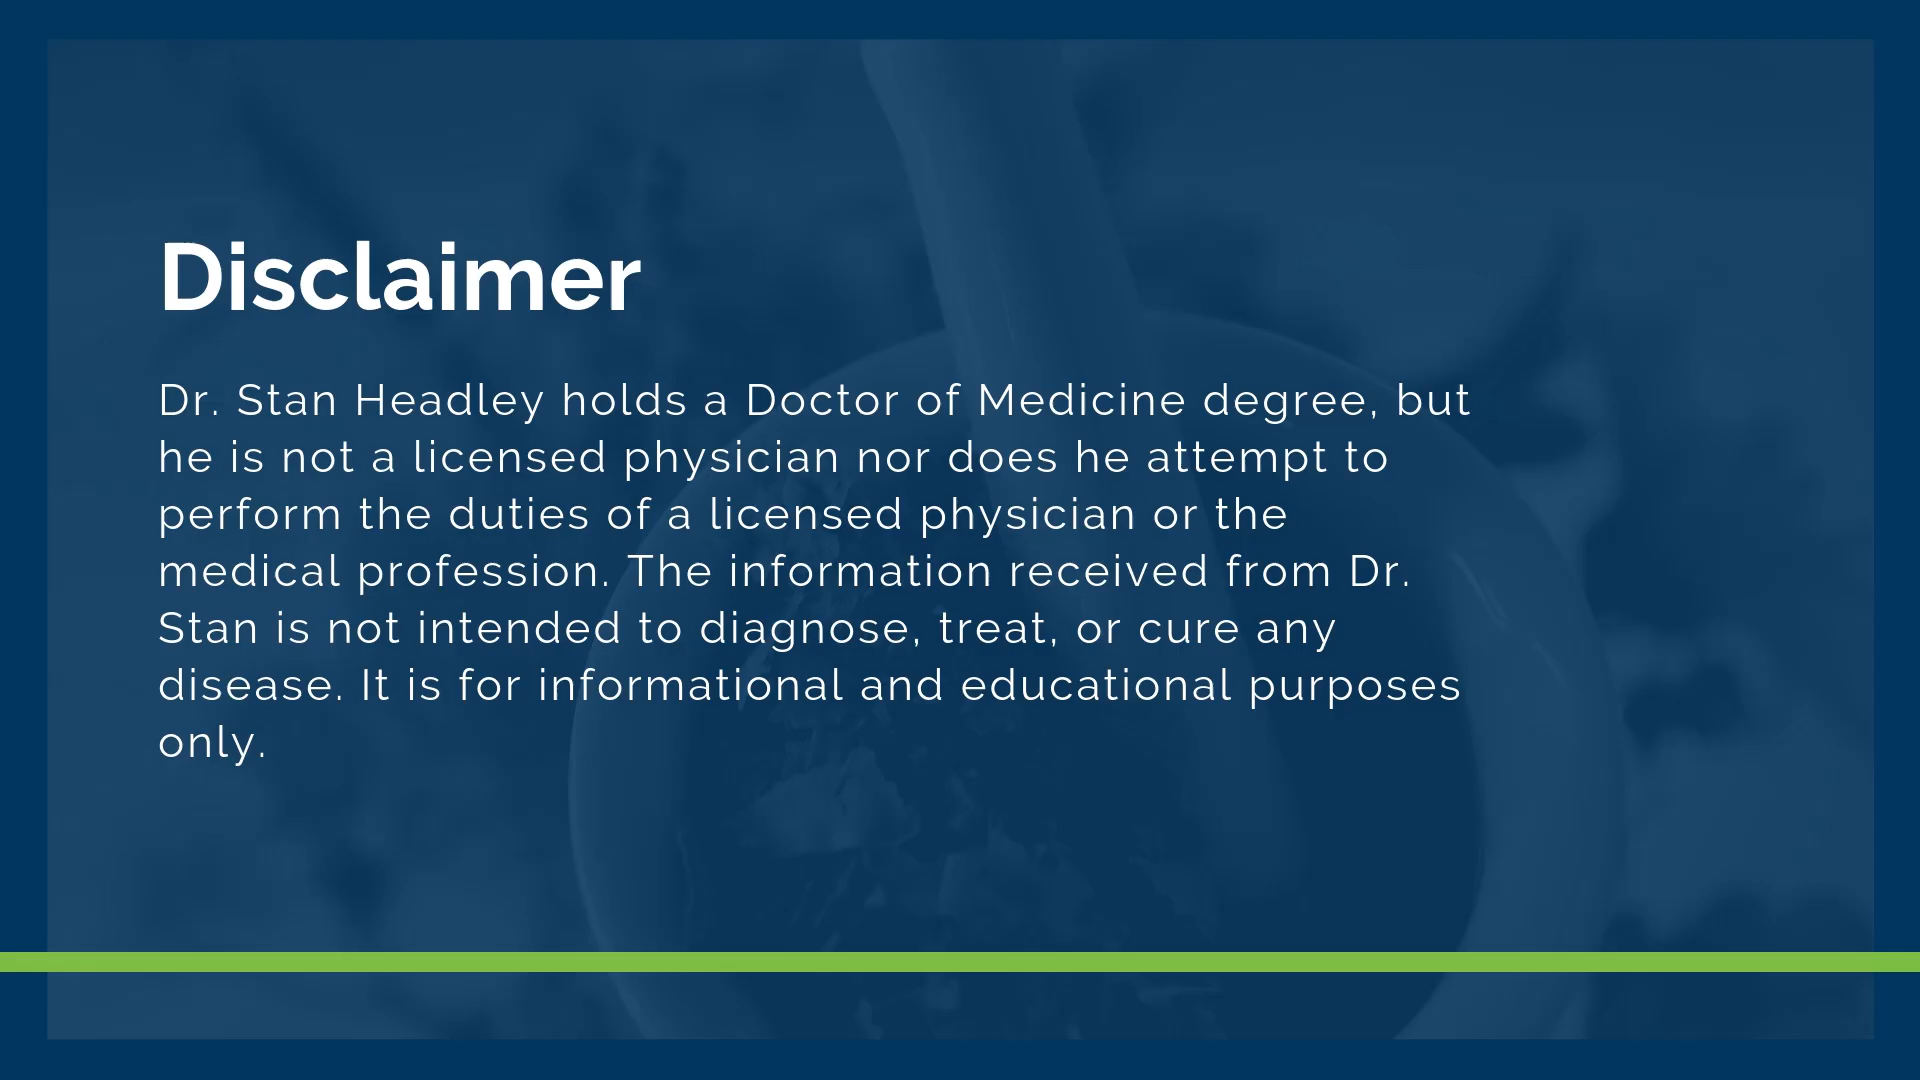 Disclaimer
Dr. Stan Headley holds a Doctor of Medicine degree, but
he is not a licensed physician nor does he attempt to
perform the duties of a licensed physician or the
medical profession. The information received from Dr.
Stan is not intended to diagnose, treat, or cure any
disease. It is for informational and educational purposes
only.